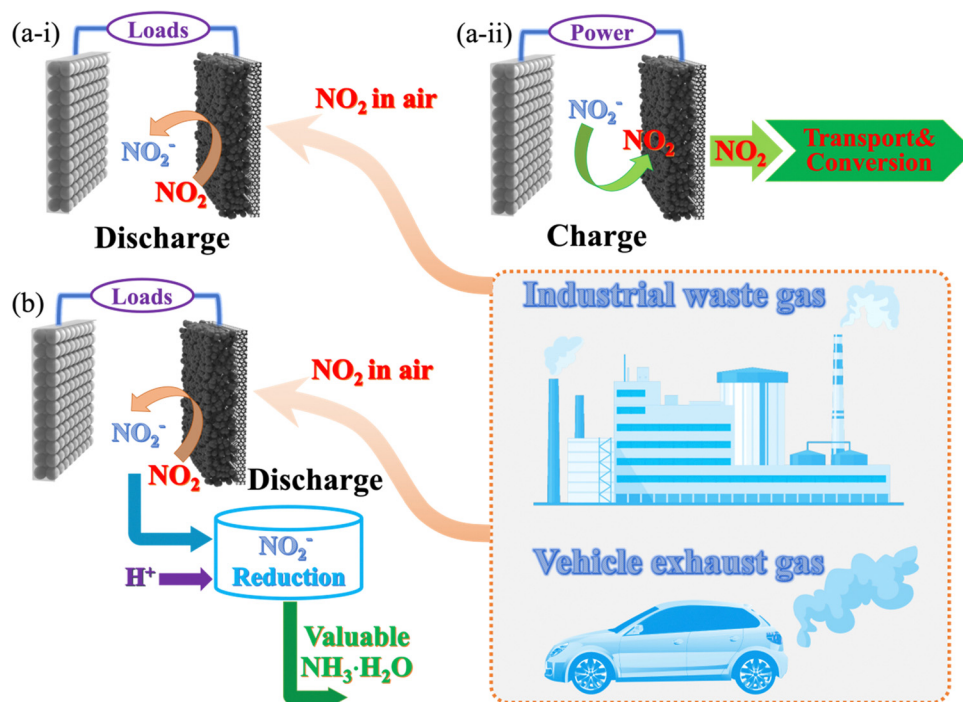 (a-i)
Loads
NO₂ in air
NO₂⁻
NO₂
Discharge
(a-ii)
Power
NO₂⁻
NO₂
NO₂
Transport&
Conversion
Charge
(b)
Loads
NO₂ in air
NO₂⁻
NO₂
Discharge
NO₂⁻
Reduction
H⁺
Valuable
NH₃·H₂O
Industrial waste gas
Vehicle exhaust gas